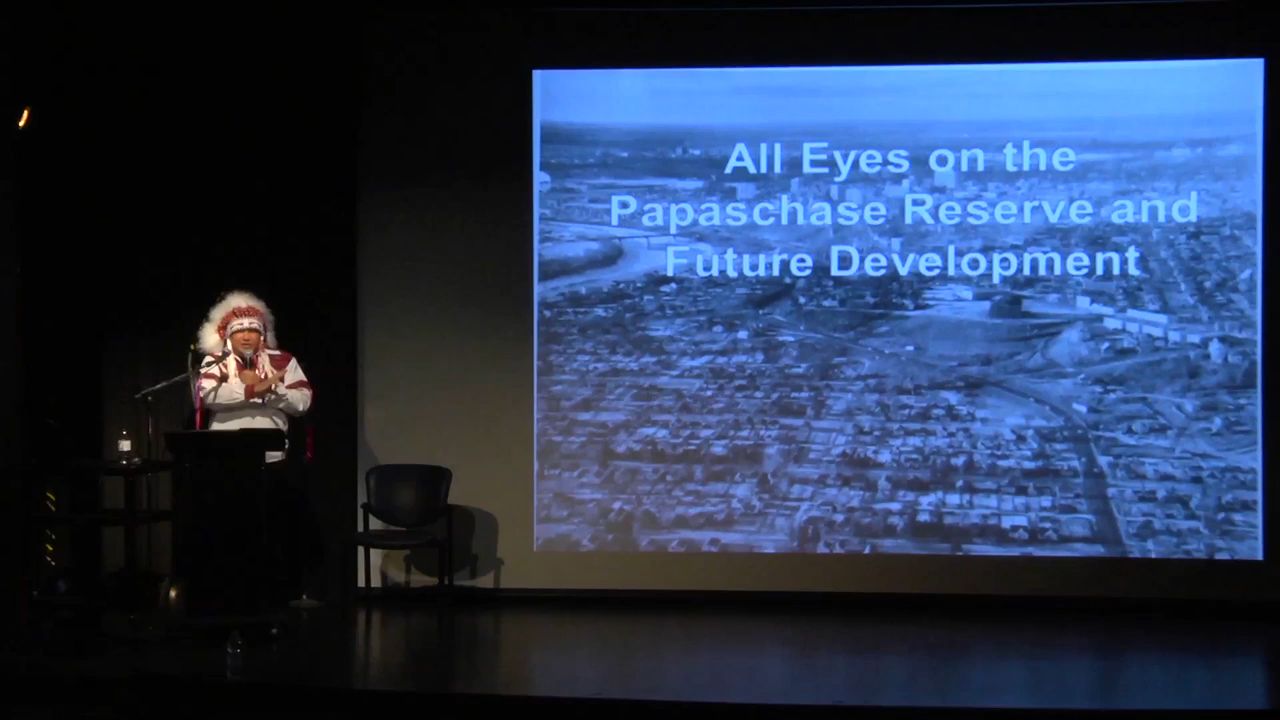 All Eyes on the
Papaschase Reserve and
Future Development